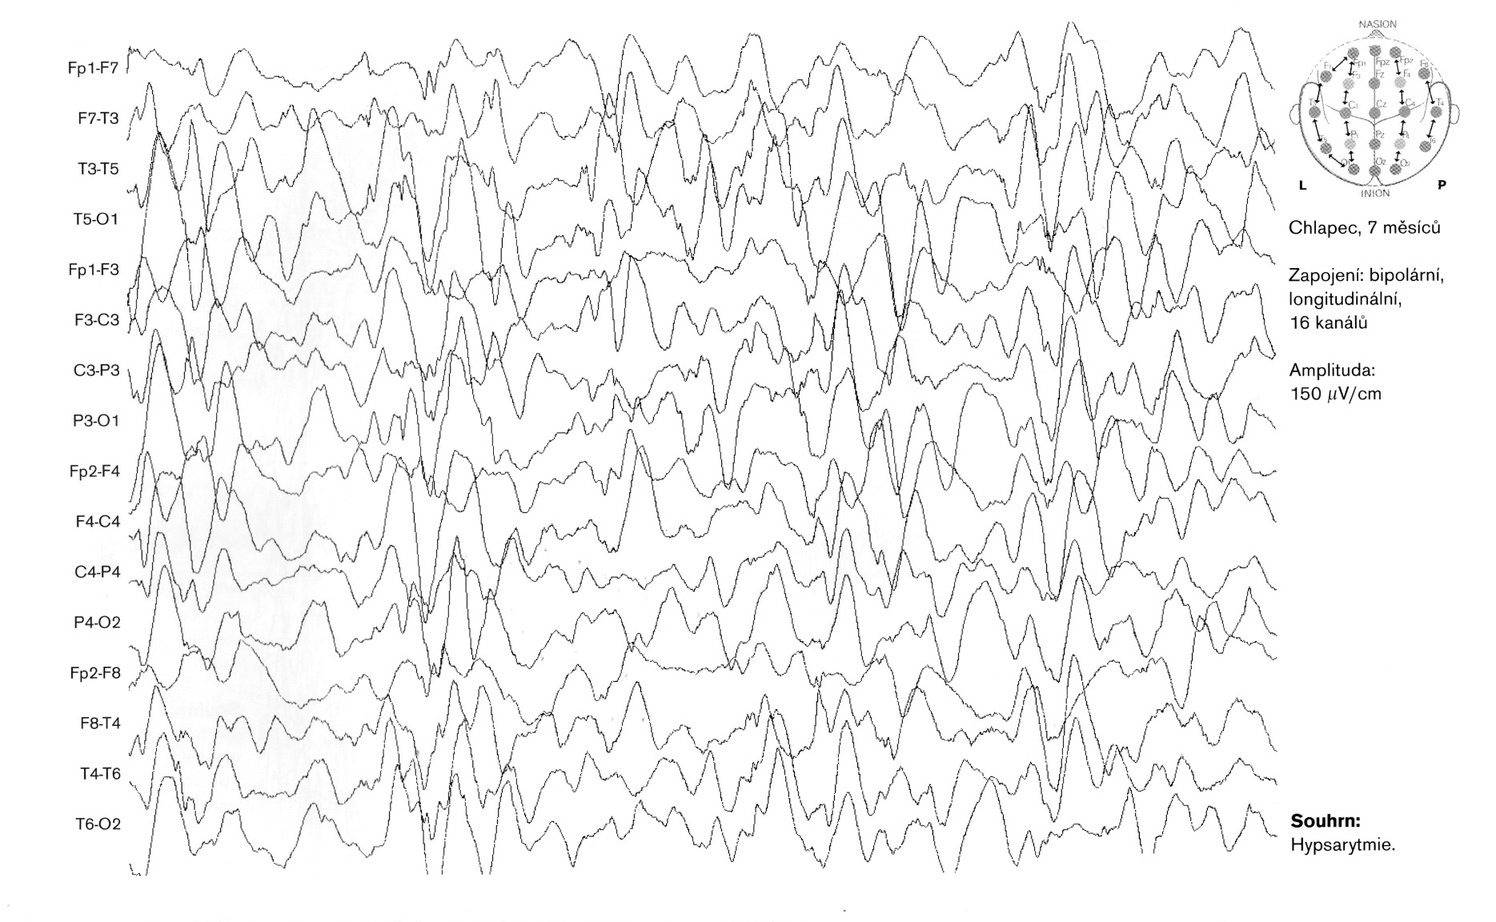 Fp1-F7
F7-T3
T3-T5
T5-O1
Fp1-F3
F3-C3
C3-P3
P3-O1
Fp2-F4
F4-C4
C4-P4
P4-O2
Fp2-F8
F8-T4
T4-T6
T6-O2
NASION
L
P
INION
Chlapec, 7 měsíců
Zapojení: bipolární,
longitudinální,
16 kanálů
Amplituda:
150 µV/cm
Souhrn:
Hypsarytmie.